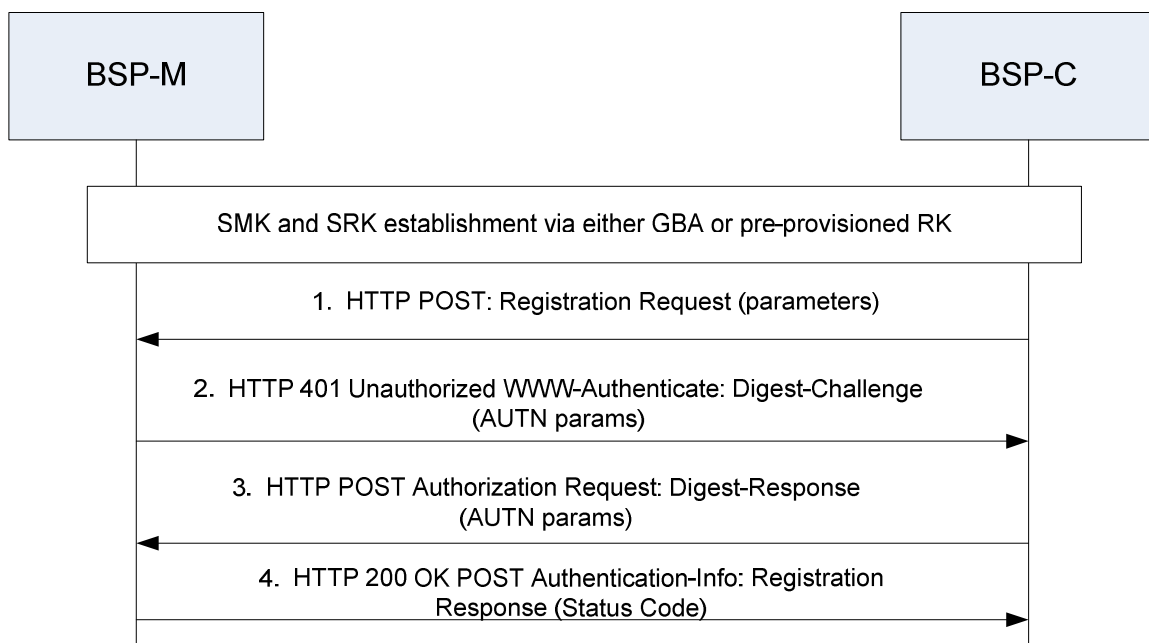 BSP-M
BSP-C
SMK and SRK establishment via either GBA or pre-provisioned RK
1. HTTP POST: Registration Request (parameters)
2. HTTP 401 Unauthorized WWW-Authenticate: Digest-Challenge
(AUTN params)
3. HTTP POST Authorization Request: Digest-Response
(AUTN params)
4. HTTP 200 OK POST Authentication-Info: Registration
Response (Status Code)